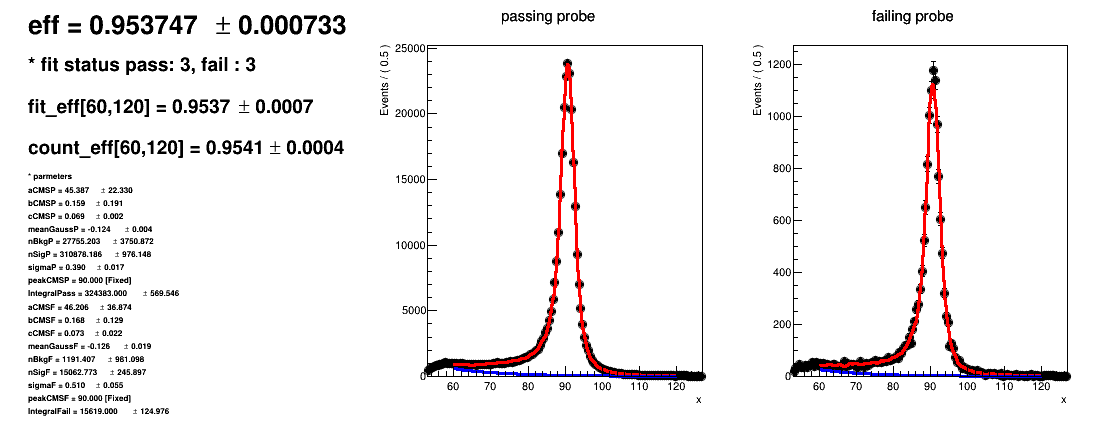 eff = 0.953747 ± 0.000733
* fit status pass: 3, fail : 3
fit_eff[60,120] = 0.9537 ± 0.0007
count_eff[60,120] = 0.9541 ± 0.0004
* parmeters
aCMSP = 45.387 ± 22.330
bCMSP = 0.159 ± 0.191
cCMSP = 0.069 ± 0.002
meanGaussP = -0.124 ± 0.004
nBkgP = 27755.203 ± 3750.872
nSigP = 310878.186 ± 976.148
sigmaP = 0.390 ± 0.017
peakCMSP = 90.000 [Fixed]
IntegralPass = 324383.000 ± 569.546
aCMSF = 46.206 ± 36.874
bCMSF = 0.168 ± 0.129
cCMSF = 0.073 ± 0.022
meanGaussF = -0.126 ± 0.019
nBkgF = 1191.407 ± 981.098
nSigF = 15062.773 ± 245.897
sigmaF = 0.510 ± 0.055
peakCMSF = 90.000 [Fixed]
IntegralFail = 15619.000 ± 124.976
passing probe
Events / ( 0.5 )
25000
20000
15000
10000
5000
0
60 70 80 90 100 110 120
x
failing probe
Events / ( 0.5 )
1200
1000
800
600
400
200
0
60 70 80 90 100 110 120
x